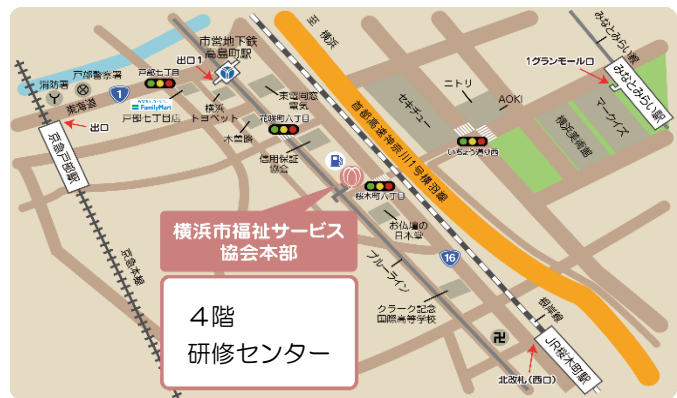 至 横浜
みなとみらい線
市営地下鉄
高島町駅
出口1
1グランモール口
みなとみらい駅
消防署
戸部警察署
戸部七丁目
東海道
1
FamilyMart
戸部七丁目店
横浜
トヨペット
東電同窓
電気
花咲町八丁目
木曽路
信用保証
協会
ニトリ
AOKI
セキチュー
いちょう通り西
横浜美術館
マークイズ
首都高速神奈川1号横羽線
出口
京急戸部駅
京急本線
桜木町六丁目
お仏壇の
日本堂
16
ブルーライン
クラーク記念
国際高等学校
根岸線
JR桜木町駅
北改札（西口）
横浜市福祉サービス
協会本部
4階
研修センター